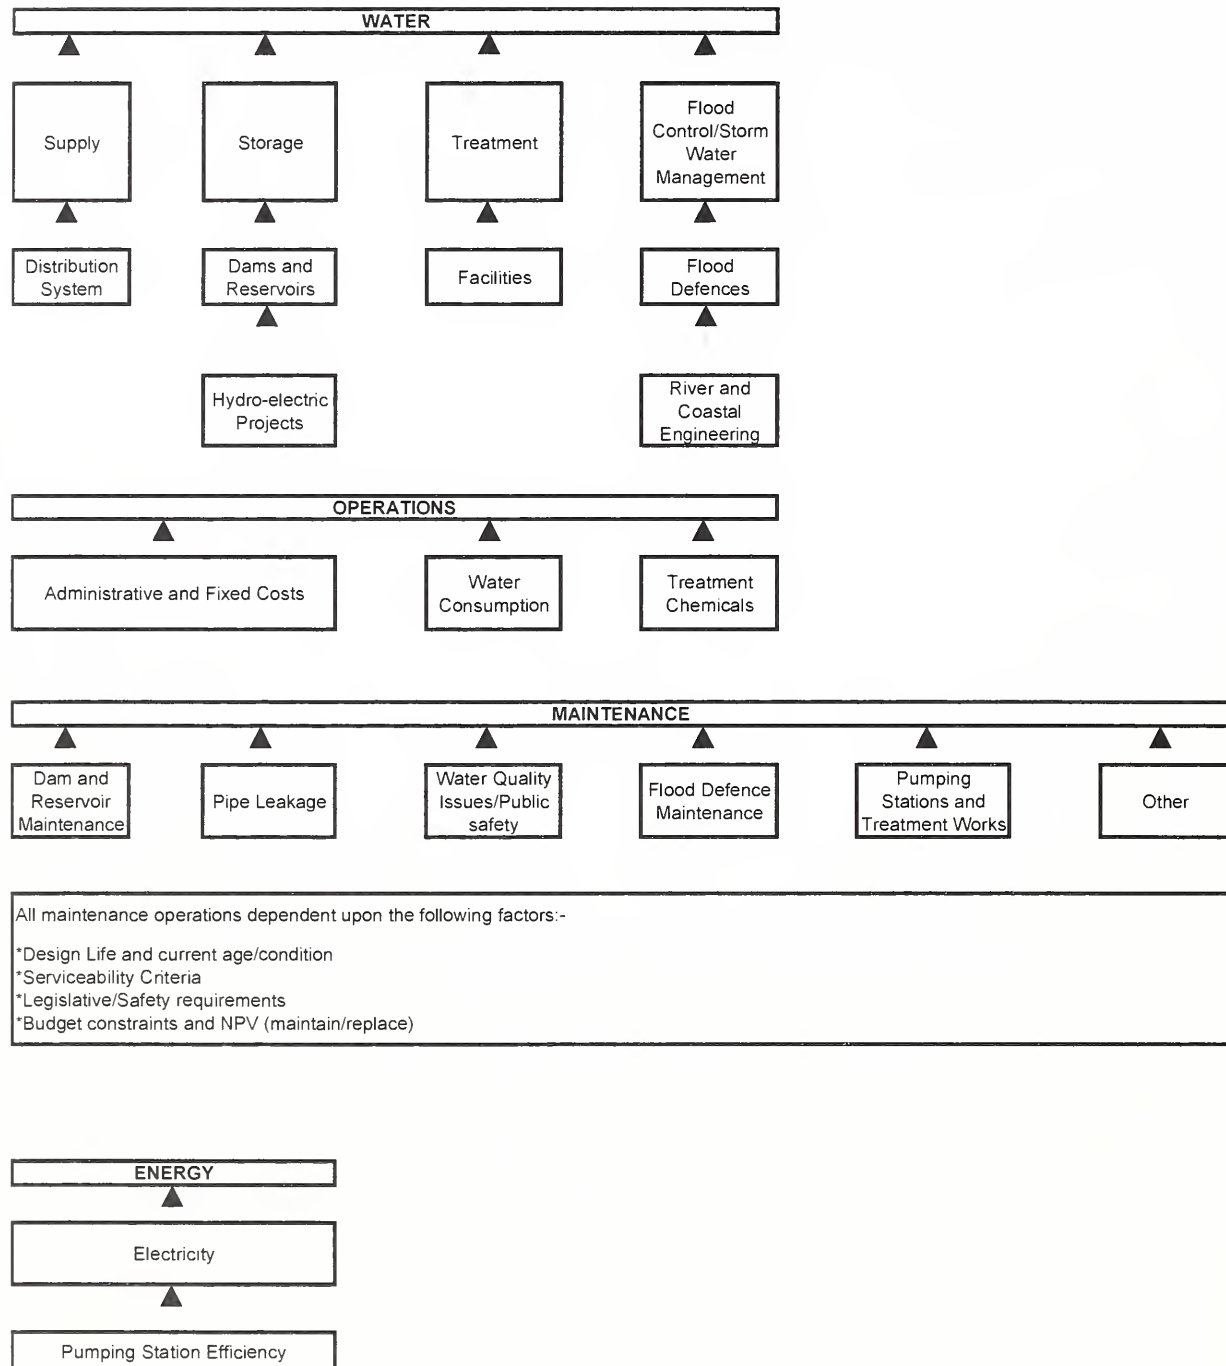 WATER
Supply
Storage
Treatment
Flood
Control/Storm
Water
Management
Distribution
System
Dams and
Reservoirs
Facilities
Flood
Defences
Hydro-electric
Projects
River and
Coastal
Engineering
OPERATIONS
Administrative and Fixed Costs
Water
Consumption
Treatment
Chemicals
MAINTENANCE
Dam and
Reservoir
Maintenance
Pipe Leakage
Water Quality
Issues/Public
safety
Flood Defence
Maintenance
Pumping
Stations and
Treatment Works
Other
All maintenance operations dependent upon the following factors:-
*Design Life and current age/condition
*Serviceability Criteria
*Legislative/Safety requirements
*Budget constraints and NPV (maintain/replace)
ENERGY
Electricity
Pumping Station Efficiency